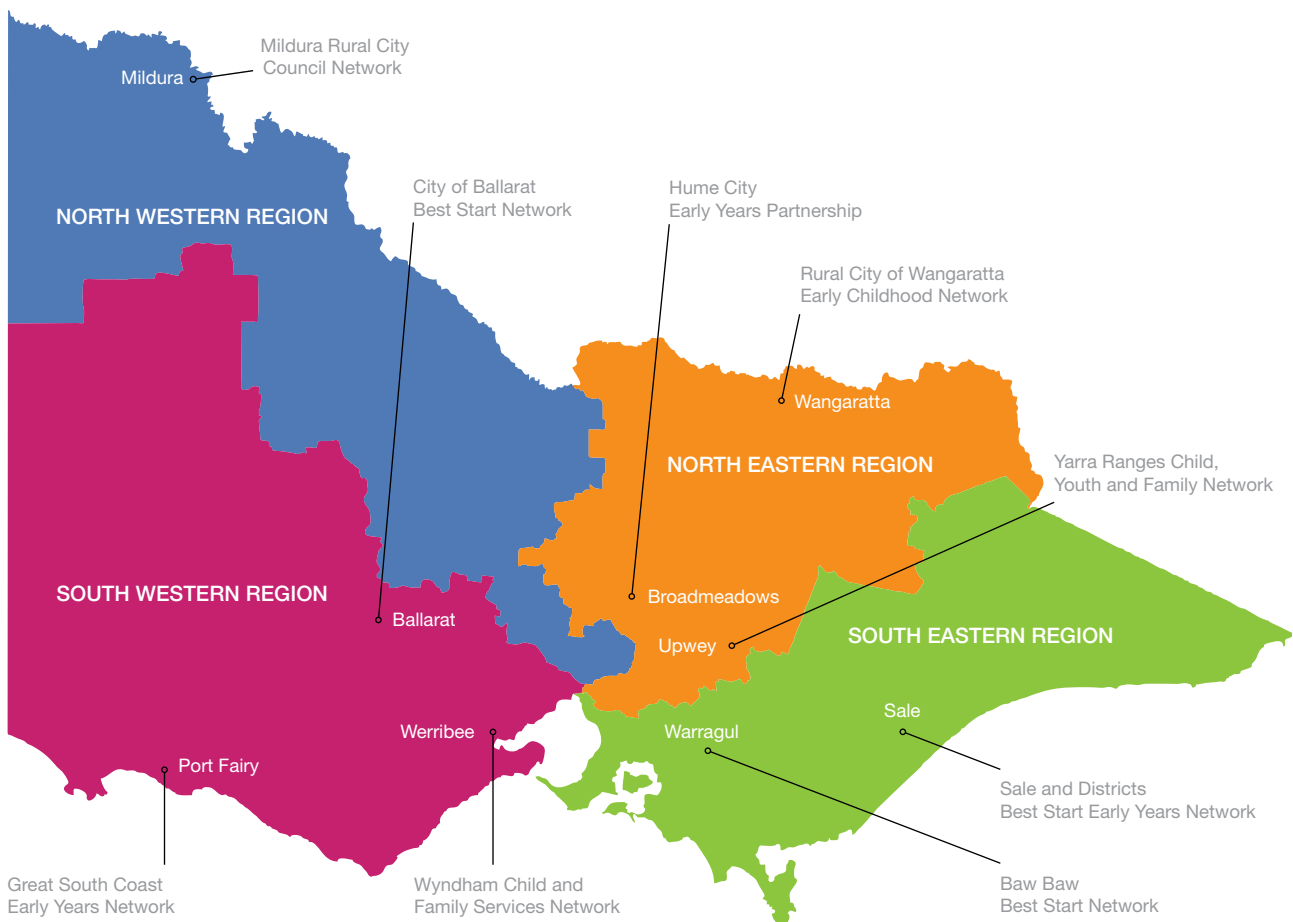 Mildura Rural City
Council Network
Mildura
City of Ballarat
Best Start Network
Hume City
Early Years Partnership
NORTH WESTERN REGION
Rural City of Wangaratta
Early Childhood Network
Wangaratta
NORTH EASTERN REGION
Yarra Ranges Child,
Youth and Family Network
SOUTH WESTERN REGION
Ballarat
Broadmeadows
Upwey
SOUTH EASTERN REGION
Werribee
Warragul
Sale
Port Fairy
Sale and Districts
Best Start Early Years Network
Great South Coast
Early Years Network
Wyndham Child and
Family Services Network
Baw Baw
Best Start Network